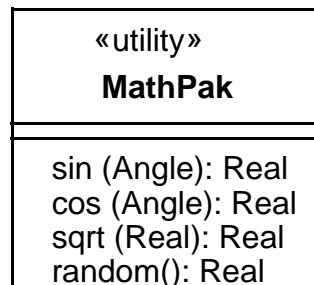 «utility»
MathPak
sin (Angle): Real
cos (Angle): Real
sqrt (Real): Real
random(): Real